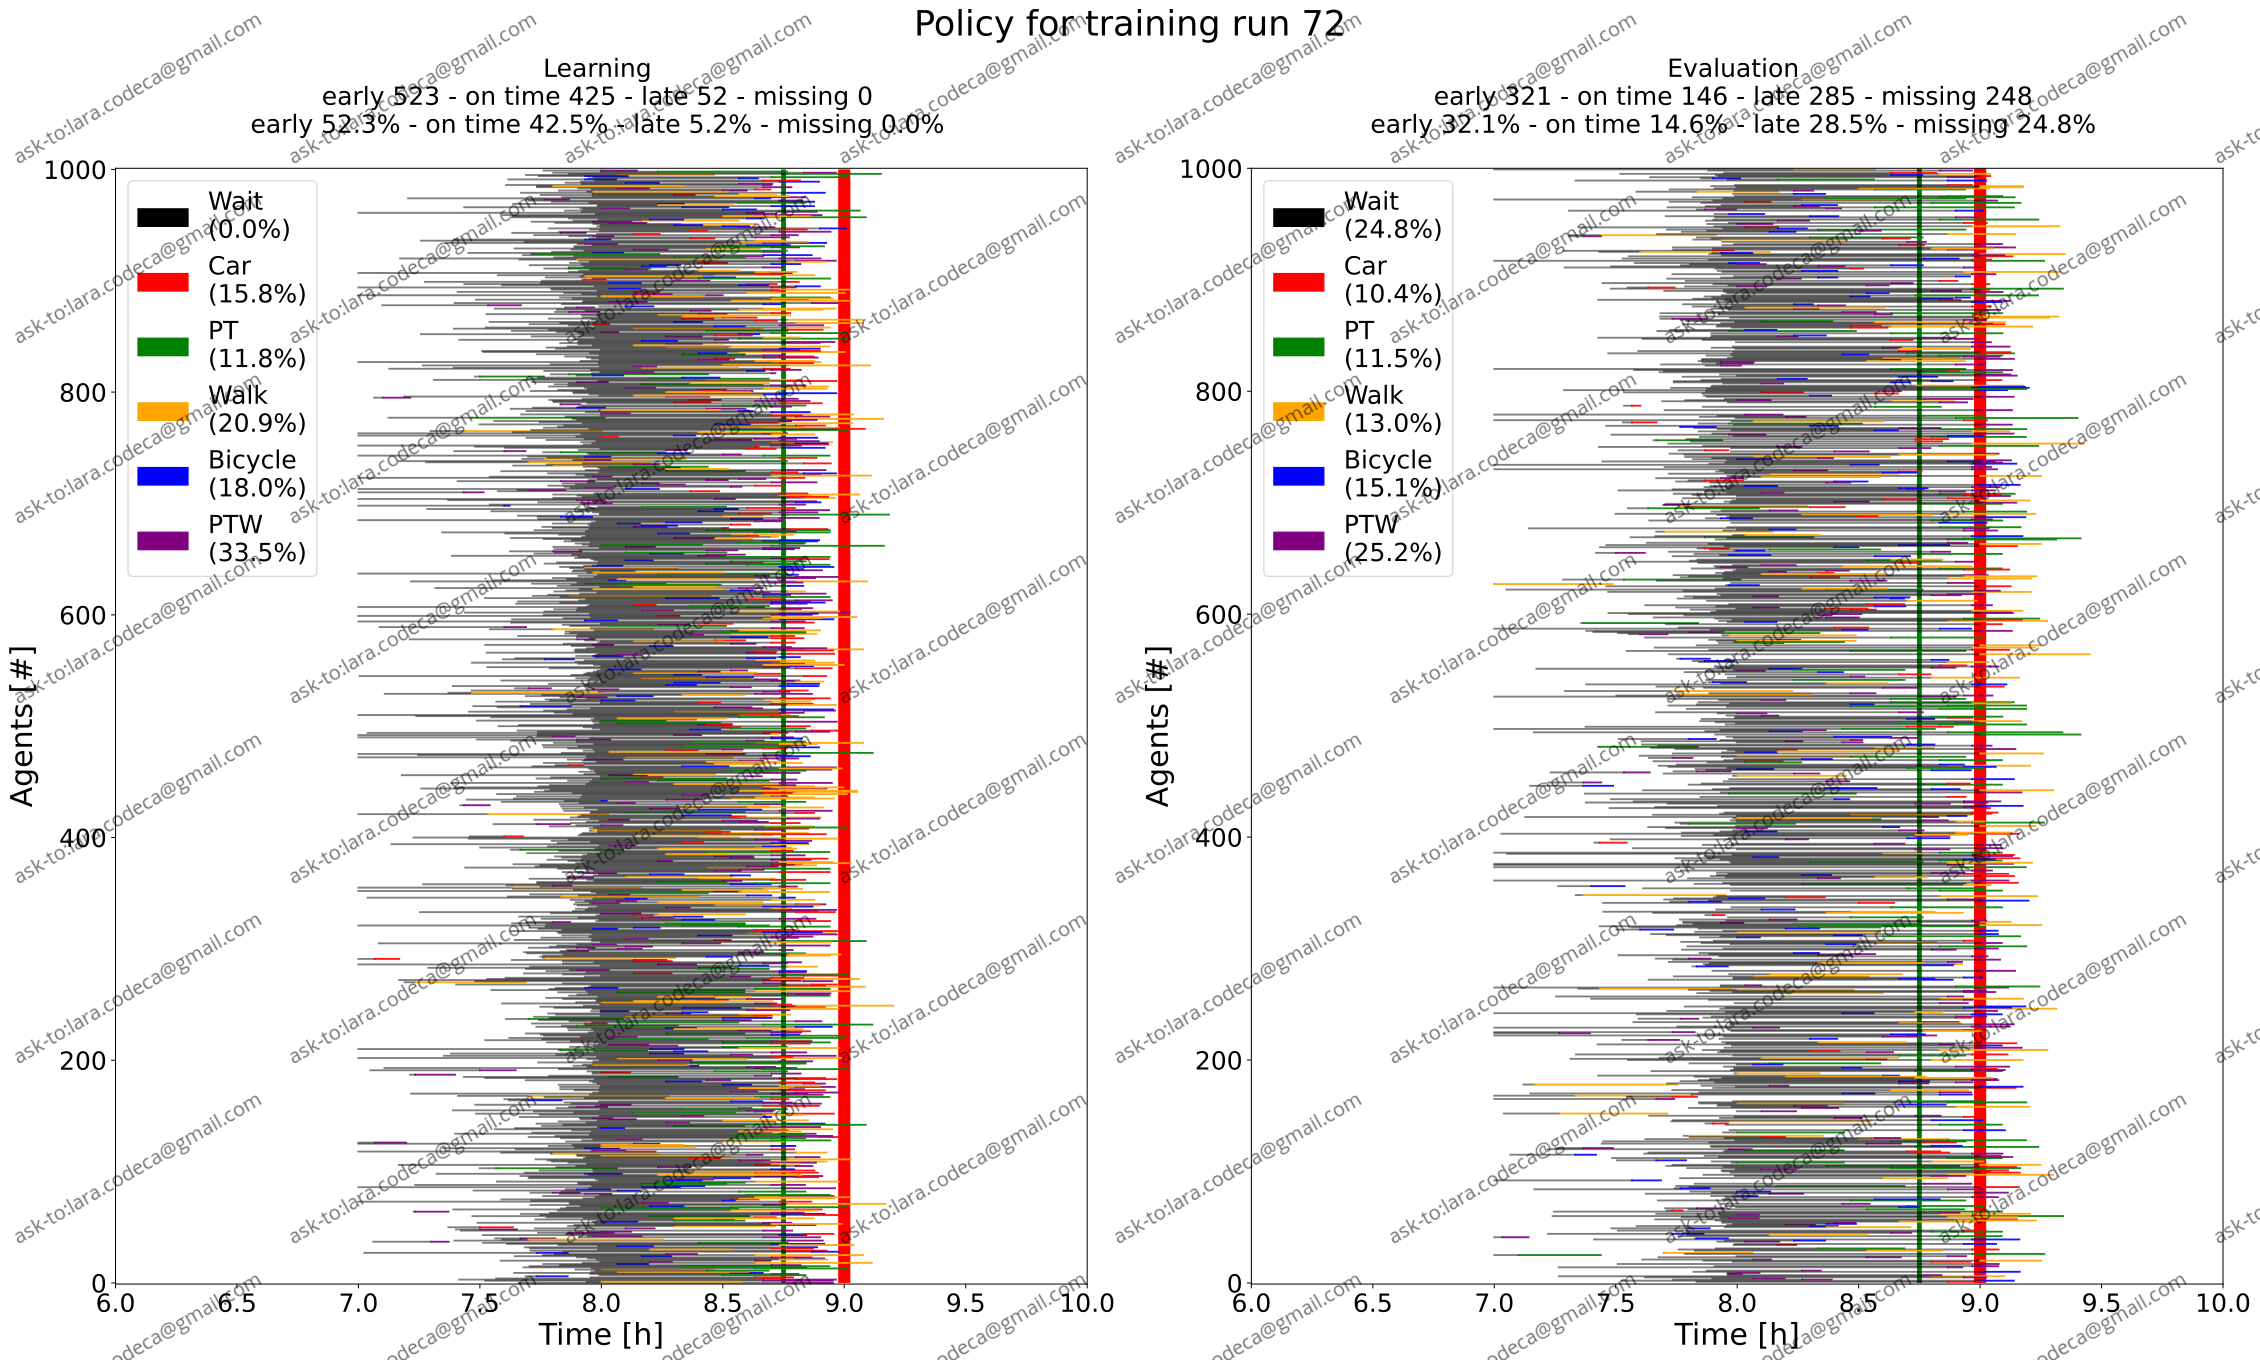 Policy for training run 72
Learning
early 523 - on time 425 - late 52 - missing 0
early 52.3% - on time 42.5% - late 5.2% - missing 0.0%
1000
800
600
400
200
0
Agents [#]
Wait
(0.0%)
Car
(15.8%)
PT
(11.8%)
Walk
(20.9%)
Bicycle
(18.0%)
PTW
(33.5%)
6.0 6.5 7.0 7.5 8.0 8.5 9.0 9.5 10.0
Time [h]
Evaluation
early 321 - on time 146 - late 285 - missing 248
early 32.1% - on time 14.6% - late 28.5% - missing 24.8%
1000
800
600
400
200
0
Agents [#]
Wait
(24.8%)
Car
(10.4%)
PT
(11.5%)
Walk
(13.0%)
Bicycle
(15.1%)
PTW
(25.2%)
6.0 6.5 7.0 7.5 8.0 8.5 9.0 9.5 10.0
Time [h]
ask-to:lara.codeca@gmail.com